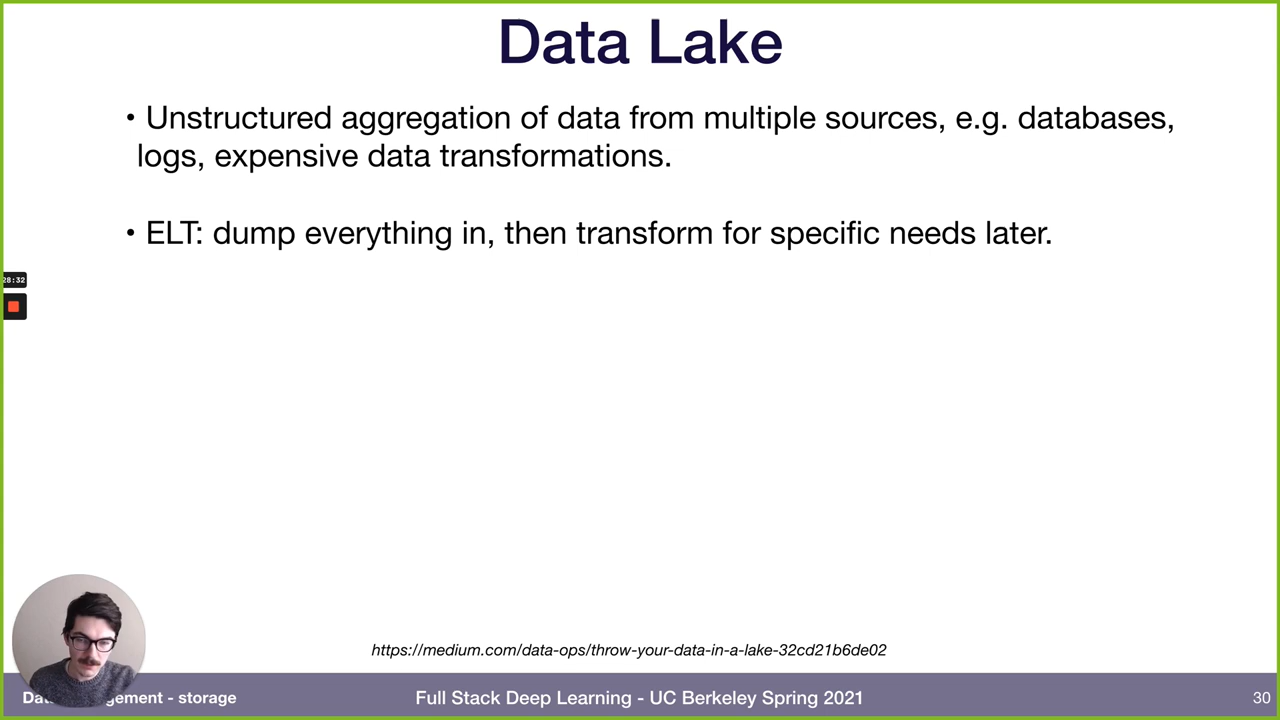 Data Lake
• Unstructured aggregation of data from multiple sources, e.g. databases,
logs, expensive data transformations.
• ELT: dump everything in, then transform for specific needs later.
28:32
https://medium.com/data-ops/throw-your-data-in-a-lake-32cd21b6de02
- storage
Full Stack Deep Learning - UC Berkeley Spring 2021
30